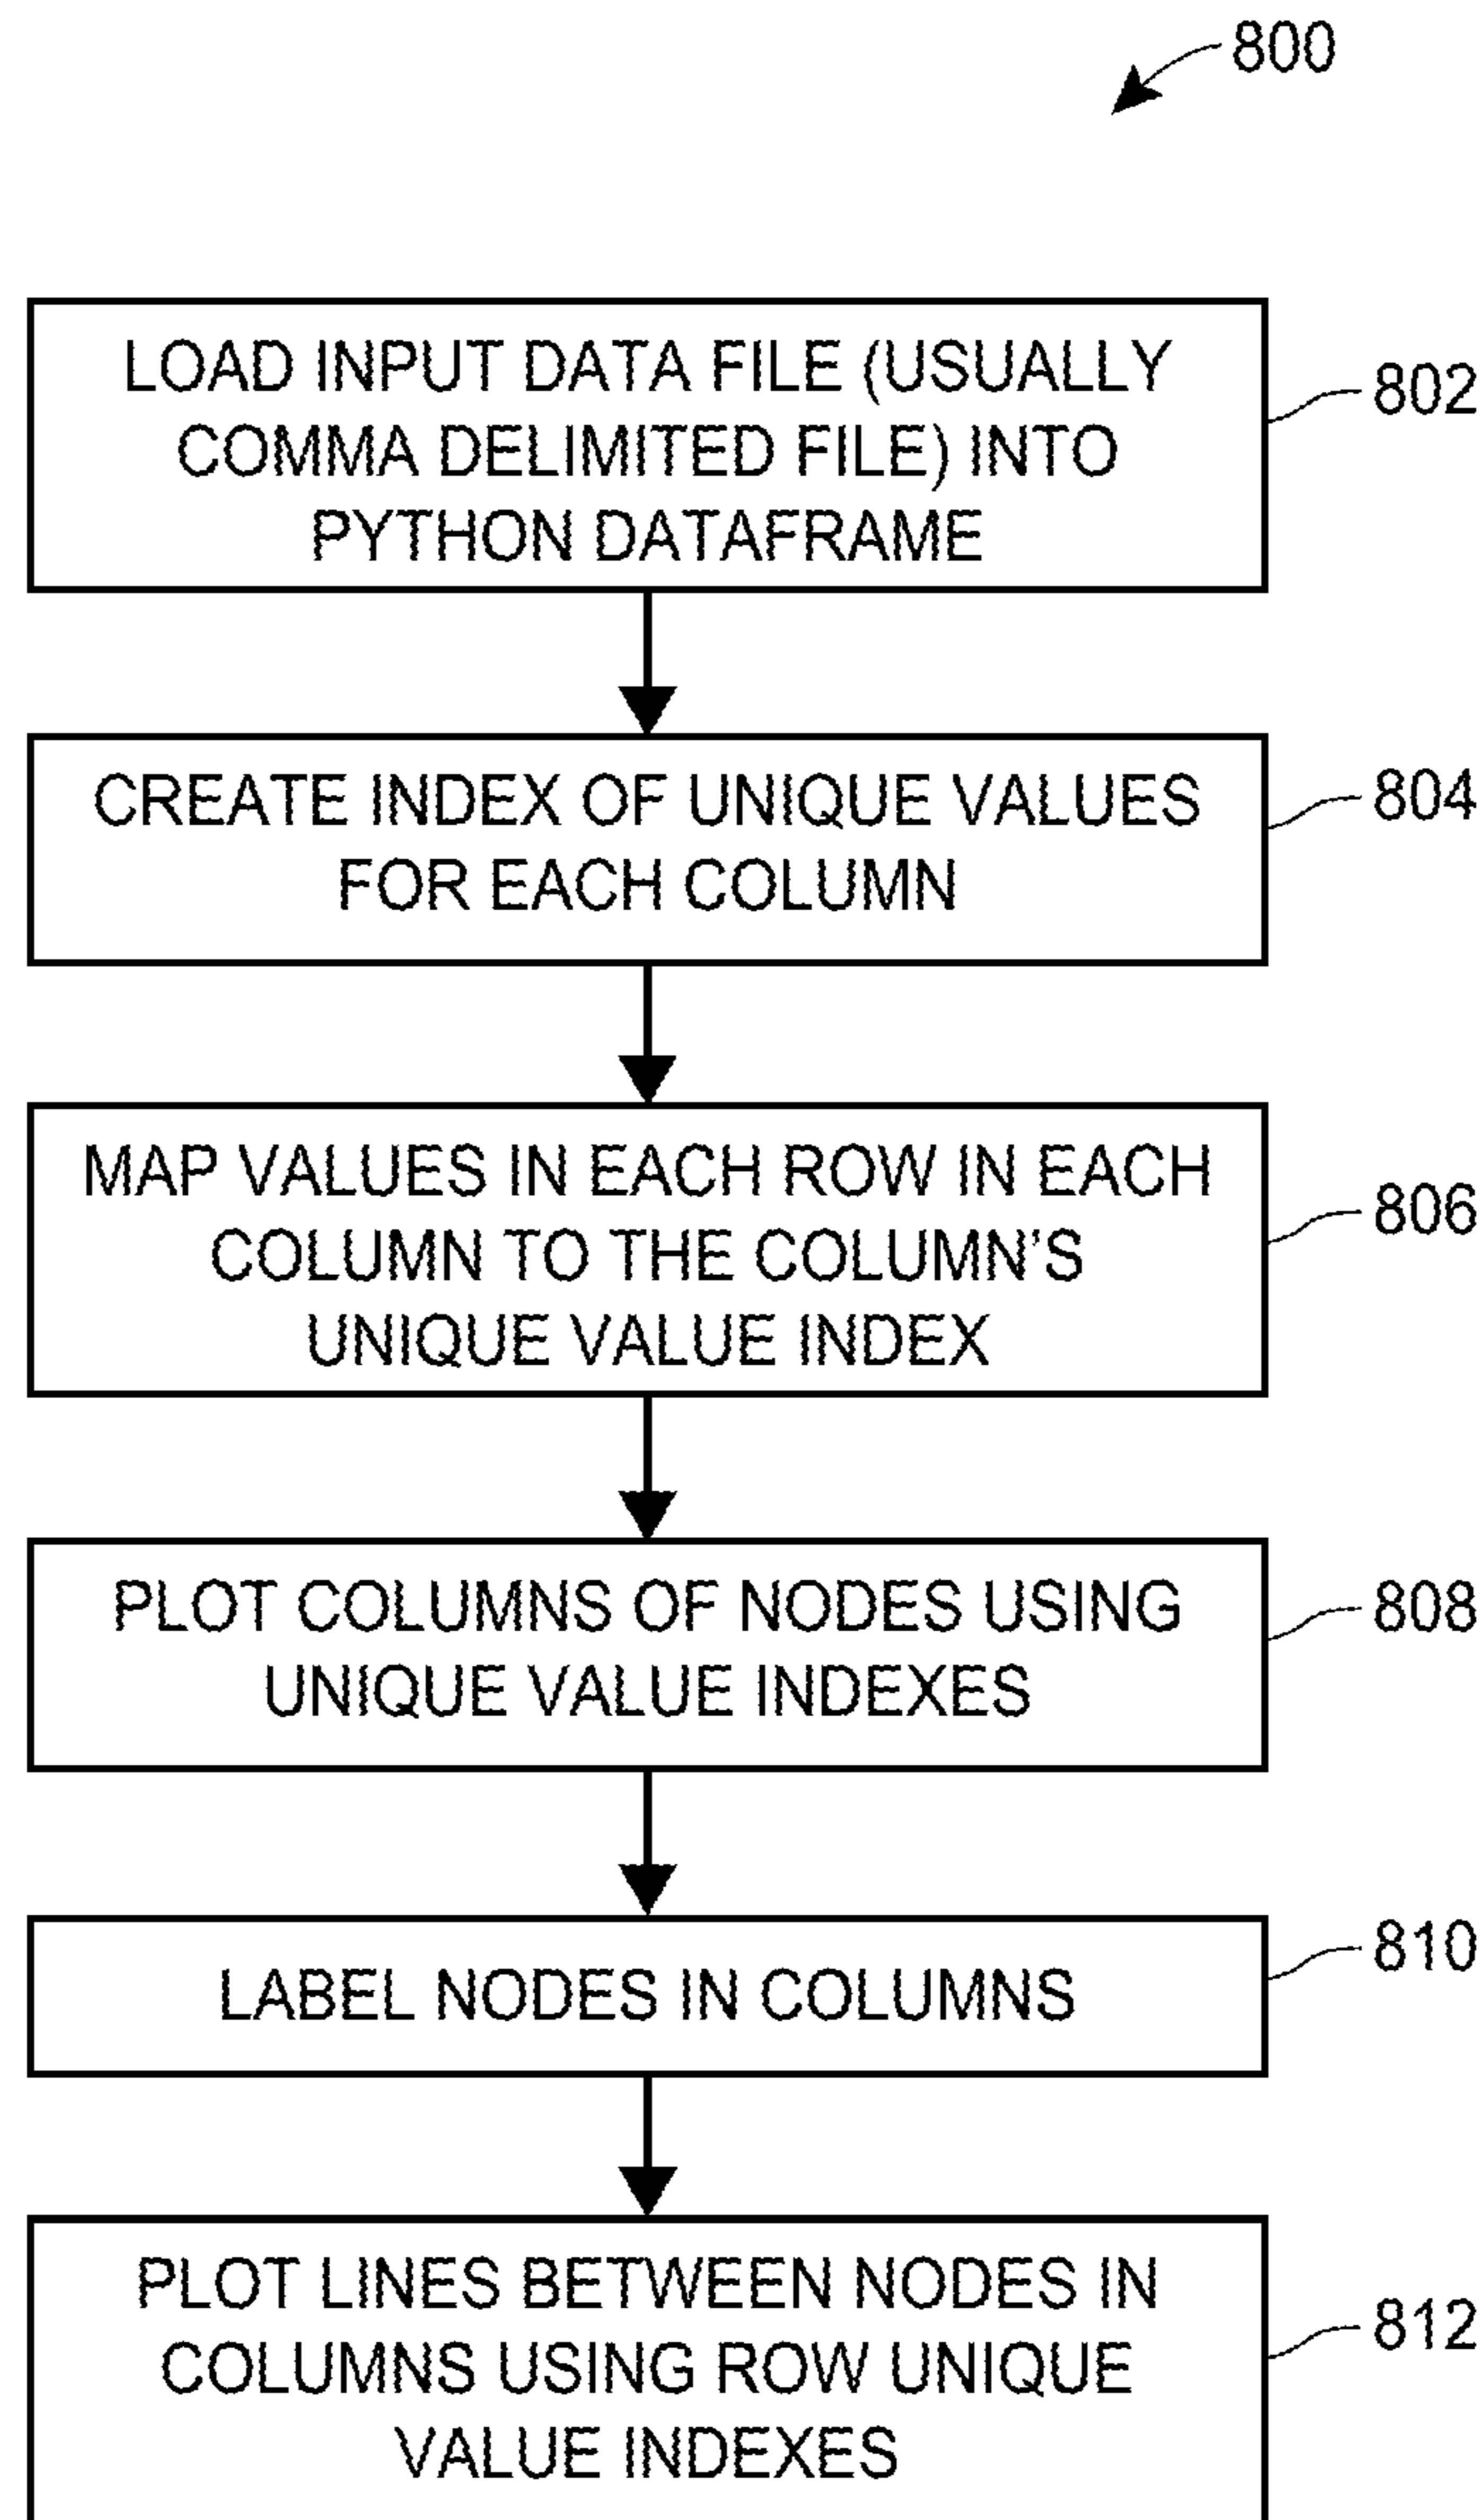 800
LOAD INPUT DATA FILE (USUALLY
COMMA DELIMITED FILE) INTO
PYTHON DATAFRAME
802
CREATE INDEX OF UNIQUE VALUES
FOR EACH COLUMN
804
MAP VALUES IN EACH ROW IN EACH
COLUMN TO THE COLUMN'S
UNIQUE VALUE INDEX
806
PLOT COLUMNS OF NODES USING
UNIQUE VALUE INDEXES
808
LABEL NODES IN COLUMNS
810
PLOT LINES BETWEEN NODES IN
COLUMNS USING ROW UNIQUE
VALUE INDEXES
812